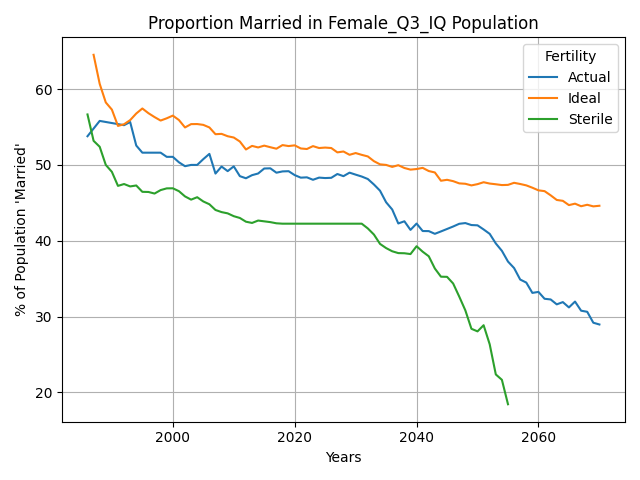 Proportion Married in Female_Q3_IQ Population
% of Population 'Married'
60
50
40
30
20
Fertility
Actual
Ideal
Sterile
2000
2020
2040
2060
Years